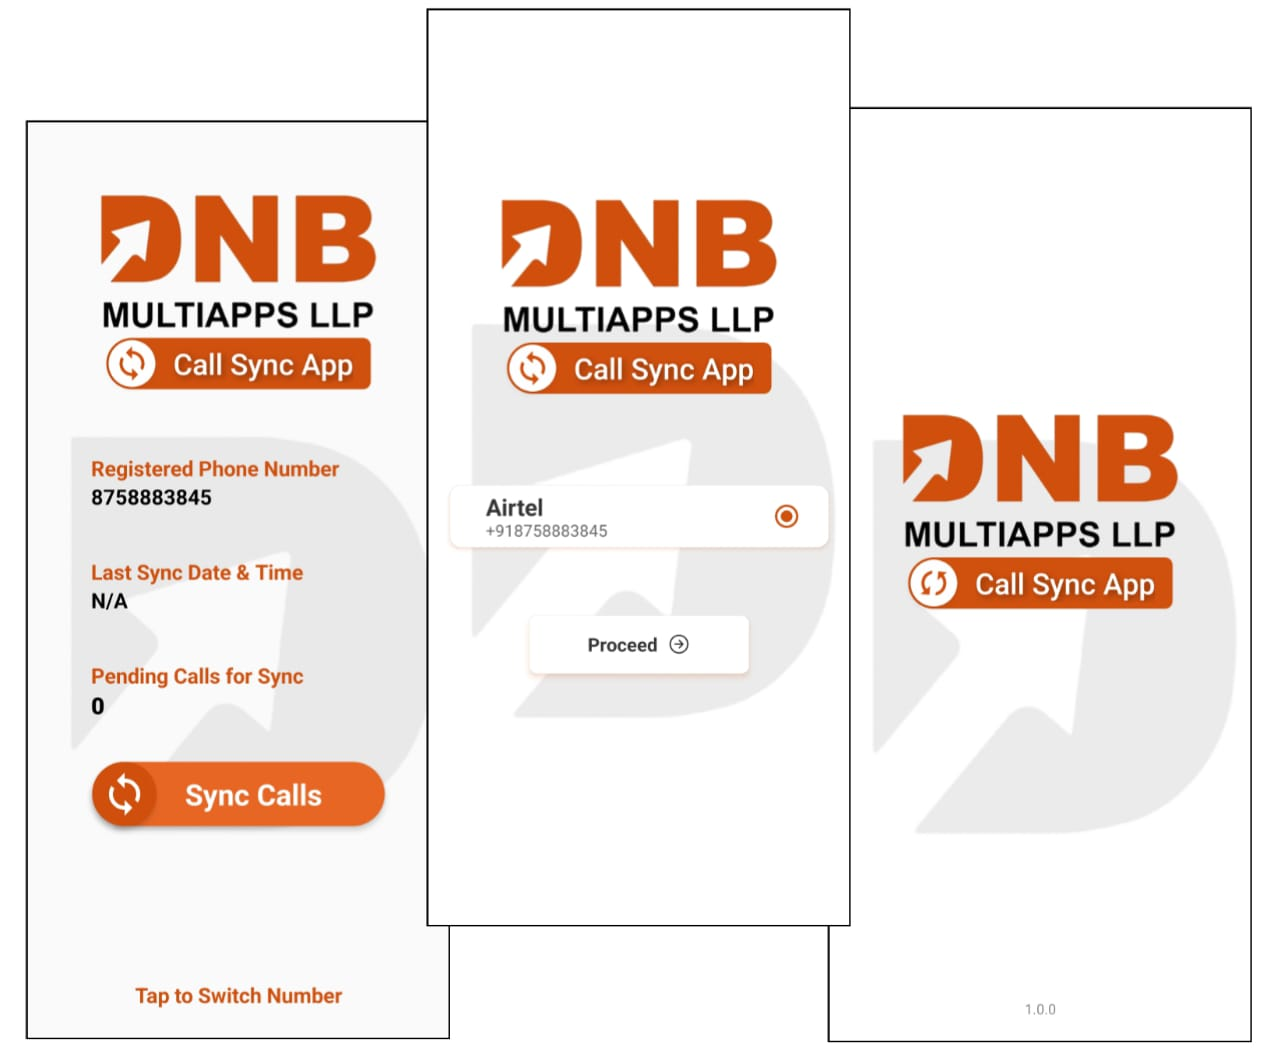 DNB
MULTIAPPS LLP
Call Sync App
Registered Phone Number
8758883845
Last Sync Date & Time
N/A
Pending Calls for Sync
0
Sync Calls
Tap to Switch Number
DNB
MULTIAPPS LLP
Call Sync App
Airtel
+918758883845
Proceed
DNB
MULTIAPPS LLP
Call Sync App
1.0.0